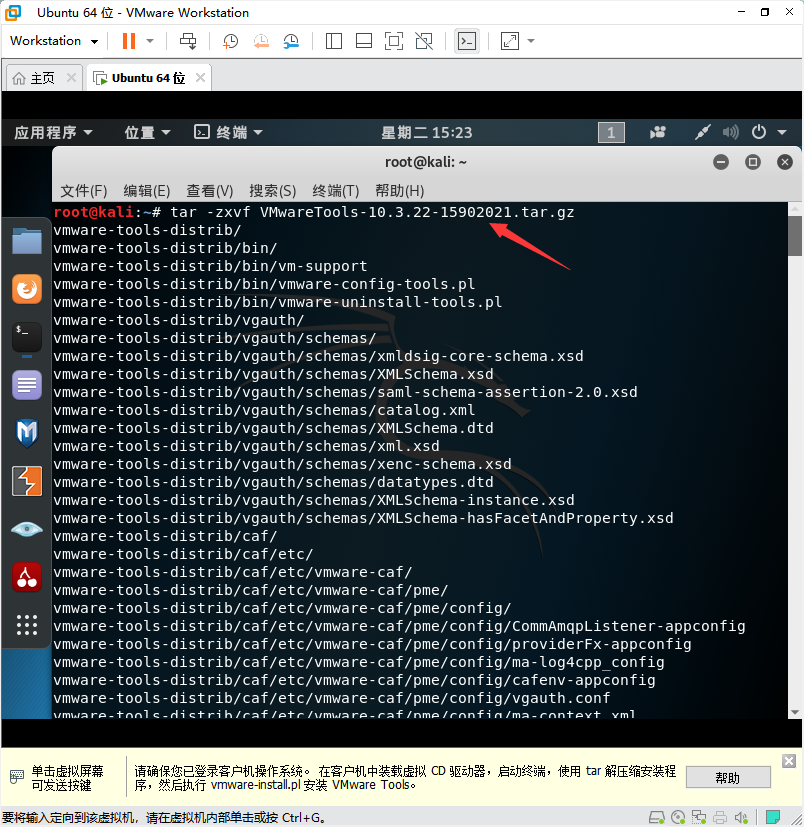 Ubuntu 64 位 - VMware Workstation
Workstation
主页
Ubuntu 64 位
应用程序 位置 终端 星期二 15:23 1
root@kali: ~
文件(F) 编辑(E) 查看(V) 搜索(S) 终端(T) 帮助(H)
root@kali:~# tar -zxvf VMwareTools-10.3.22-15902021.tar.gz
vmware-tools-distrib/
vmware-tools-distrib/bin/
vmware-tools-distrib/bin/vm-support
vmware-tools-distrib/bin/vmware-config-tools.pl
vmware-tools-distrib/bin/vmware-uninstall-tools.pl
vmware-tools-distrib/vgauth/
vmware-tools-distrib/vgauth/schemas/
vmware-tools-distrib/vgauth/schemas/xmldsig-core-schema.xsd
vmware-tools-distrib/vgauth/schemas/XMLSchema.xsd
vmware-tools-distrib/vgauth/schemas/saml-schema-assertion-2.0.xsd
vmware-tools-distrib/vgauth/schemas/catalog.xml
vmware-tools-distrib/vgauth/schemas/XMLSchema.dtd
vmware-tools-distrib/vgauth/schemas/xml.xsd
vmware-tools-distrib/vgauth/schemas/xenc-schema.xsd
vmware-tools-distrib/vgauth/schemas/datatypes.dtd
vmware-tools-distrib/vgauth/schemas/XMLSchema-instance.xsd
vmware-tools-distrib/vgauth/schemas/XMLSchema-hasFacetAndProperty.xsd
vmware-tools-distrib/caf/
vmware-tools-distrib/caf/etc/
vmware-tools-distrib/caf/etc/vmware-caf/
vmware-tools-distrib/caf/etc/vmware-caf/pme/
vmware-tools-distrib/caf/etc/vmware-caf/pme/config/
vmware-tools-distrib/caf/etc/vmware-caf/pme/config/CommAmqpListener-appconfig
vmware-tools-distrib/caf/etc/vmware-caf/pme/config/providerFx-appconfig
vmware-tools-distrib/caf/etc/vmware-caf/pme/config/ma-log4cpp_config
vmware-tools-distrib/caf/etc/vmware-caf/pme/config/cafenv-appconfig
vmware-tools-distrib/caf/etc/vmware-caf/pme/config/vgauth.conf
vmware-tools-distrib/caf/etc/vmware-caf/pme/config/ma-context.xml
单击虚拟屏幕
可发送按键
请确保您已登录客户机操作系统。在客户机中装载虚拟 CD 驱动器，启动终端，使用 tar 解压缩安装程
序，然后执行 vmware-install.pl 安装 VMware Tools。
帮助
要将输入定向到该虚拟机，请在虚拟机内部单击或按 Ctrl+G。